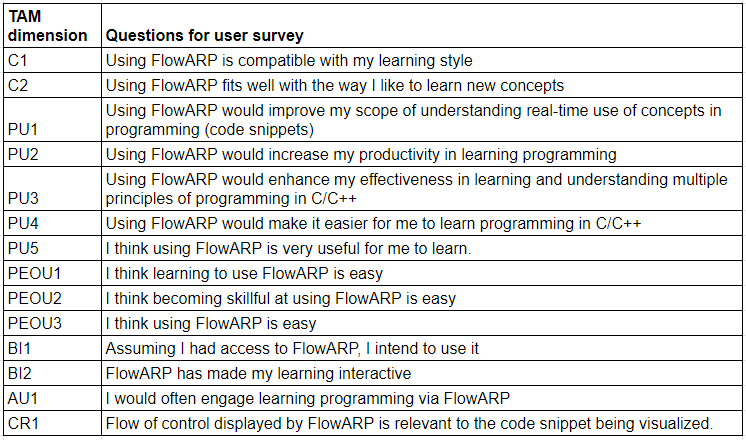 TAM
dimension Questions for user survey
C1 Using FlowARP is compatible with my learning style
C2 Using FlowARP fits well with the way I like to learn new concepts
Using FlowARP would improve my scope of understanding real-time use of concepts in
PU1 programming (code snippets)
PU2 Using FlowARP would increase my productivity in learning programming
Using FlowARP would enhance my effectiveness in learning and understanding multiple
PU3 principles of programming in C/C++
PU4 Using FlowARP would make it easier for me to learn programming in C/C++
PU5 I think using FlowARP is very useful for me to learn.
PEOU1 I think learning to use FlowARP is easy
PEOU2 I think becoming skillful at using FlowARP is easy
PEOU3 I think using FlowARP is easy
BI1 Assuming I had access to FlowARP, I intend to use it
BI2 FlowARP has made my learning interactive
AU1 I would often engage learning programming via FlowARP
CR1 Flow of control displayed by FlowARP is relevant to the code snippet being visualized.